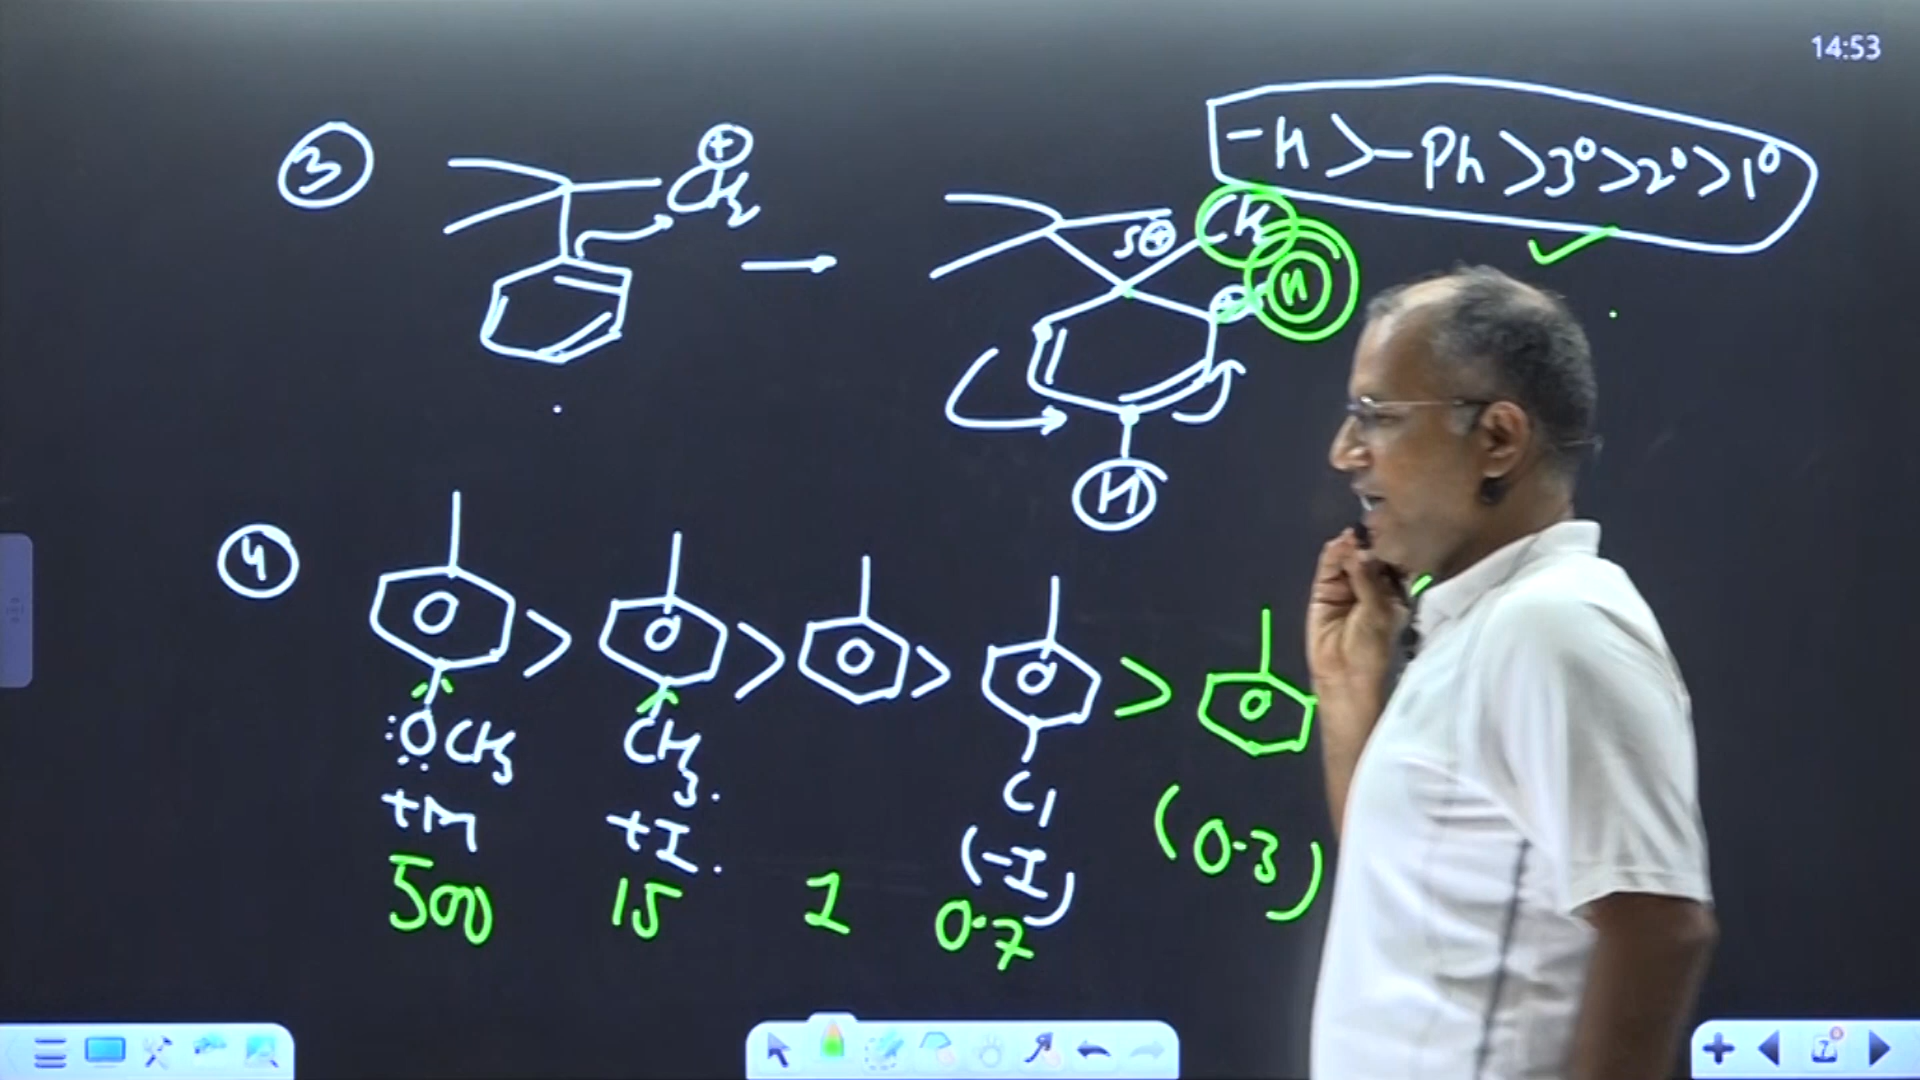 14:53
-H > -Ph > 3° > 2° > 1°
3
⊕
CH₂
CH₂
S⊕
⊕
H
H
4
> > > >
:OCH₃
CH₃
Cl
+M
+I
(-I)
(0.3)
500
15
1
0.7
7